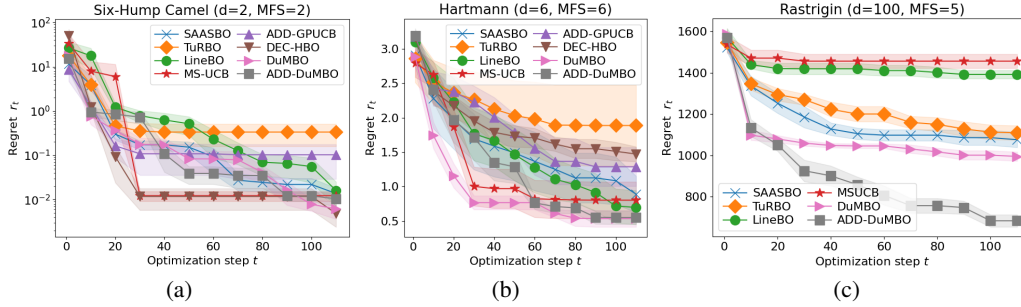 Six-Hump Camel (d=2, MFS=2)
Regret r_t
10²
10¹
10⁰
10⁻¹
10⁻²
SAASBO
TuRBO
LineBO
MS-UCB
ADD-GPUCB
DEC-HBO
DuMBO
ADD-DuMBO
0 20 40 60 80 100
Optimization step t
(a)
Hartmann (d=6, MFS=6)
Regret r_t
3.0
2.5
2.0
1.5
1.0
0.5
SAASBO
TuRBO
LineBO
MS-UCB
ADD-GPUCB
DEC-HBO
DuMBO
ADD-DuMBO
0 20 40 60 80 100
Optimization step t
(b)
Rastrigin (d=100, MFS=5)
Regret r_t
1600
1400
1200
1000
800
SAASBO
TuRBO
LineBO
MSUCB
DuMBO
ADD-DuMBO
0 20 40 60 80 100
Optimization step t
(c)